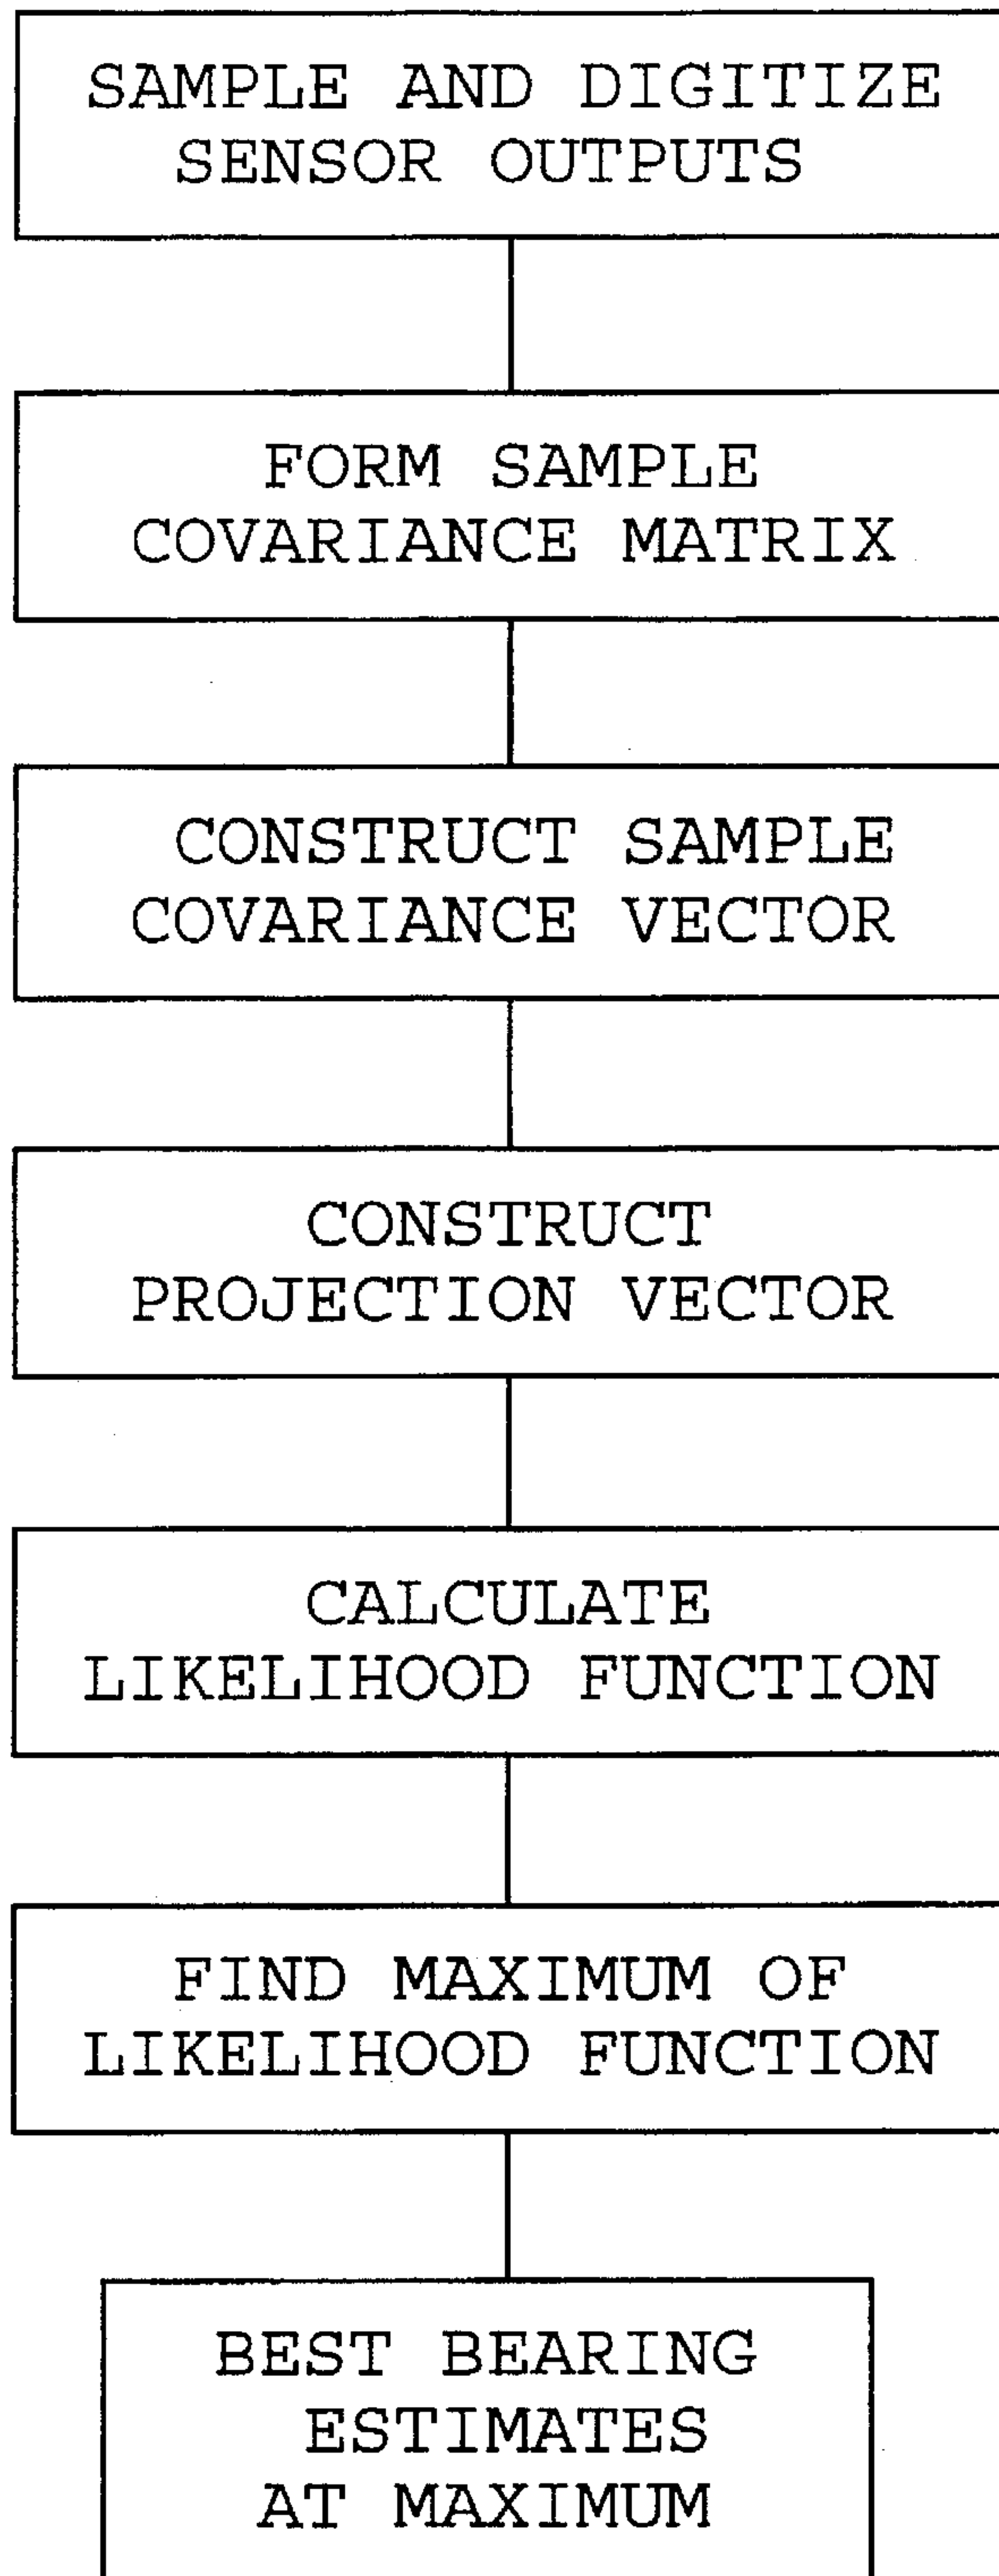 SAMPLE AND DIGITIZE
SENSOR OUTPUTS
FORM SAMPLE
COVARIANCE MATRIX
CONSTRUCT SAMPLE
COVARIANCE VECTOR
CONSTRUCT
PROJECTION VECTOR
CALCULATE
LIKELIHOOD FUNCTION
FIND MAXIMUM OF
LIKELIHOOD FUNCTION
BEST BEARING
ESTIMATES
AT MAXIMUM